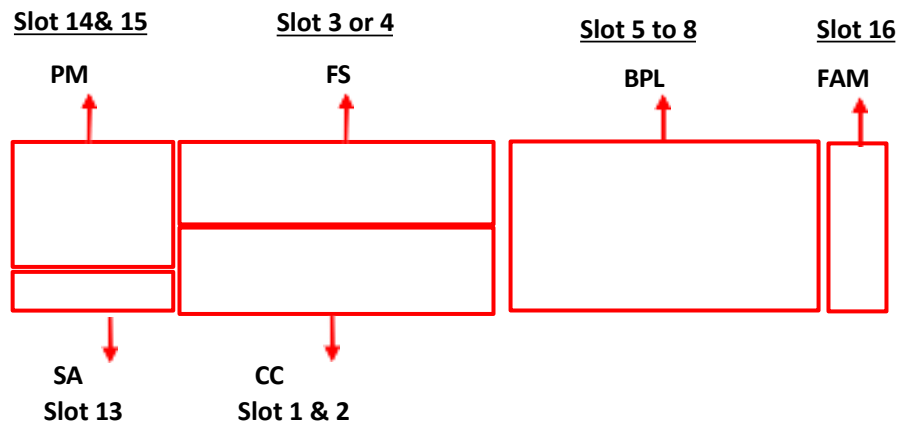 Slot 14& 15
Slot 3 or 4
Slot 5 to 8
Slot 16
PM
FS
BPL
FAM
SA
CC
Slot 13
Slot 1 & 2